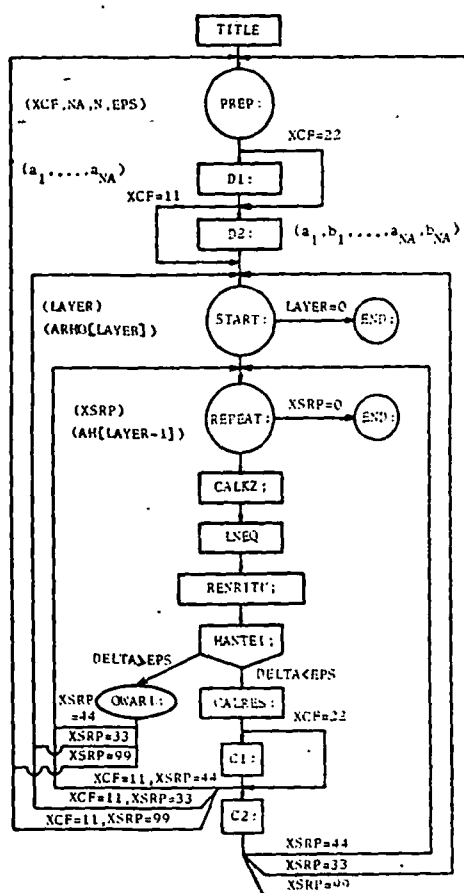 TITLE
PREP:
(XCF,NA,N,EPS)
XCF=22
(a1,....,aNA)
D1:
XCF=11
D2:
(a1,b1,....,aNA,bNA)
(LAYER)
(ARHO[LAYER])
START:
LAYER=0
END:
(XSRP)
(AH[LAYER-1])
REPEAT:
XSRP=0
END:
CALKZ;
LNEQ
HANTEI;
DELTA>EPS
DELTA<EPS
XSRP
=44
OWARI:
CALRES;
XSRP=33
XSRP=99
XCF=22
C1:
XCF=11,XSRP=44
XCF=11,XSRP=33
XCF=11,XSRP=99
C2:
XSRP=44
XSRP=33
XSRP=99